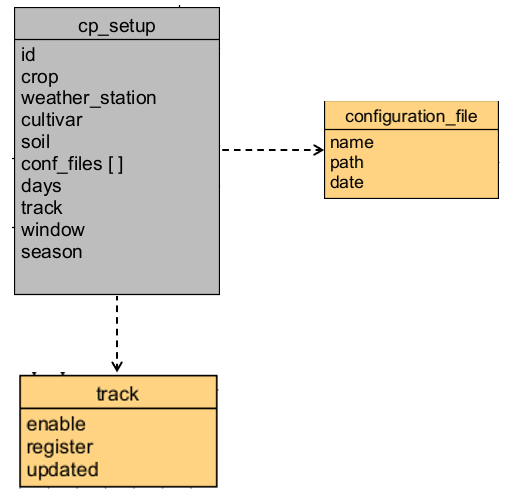 cp_setup
id
crop
weather_station
cultivar
soil
conf_files [ ]
days
track
window
season
configuration_file
name
path
date
track
enable
register
updated